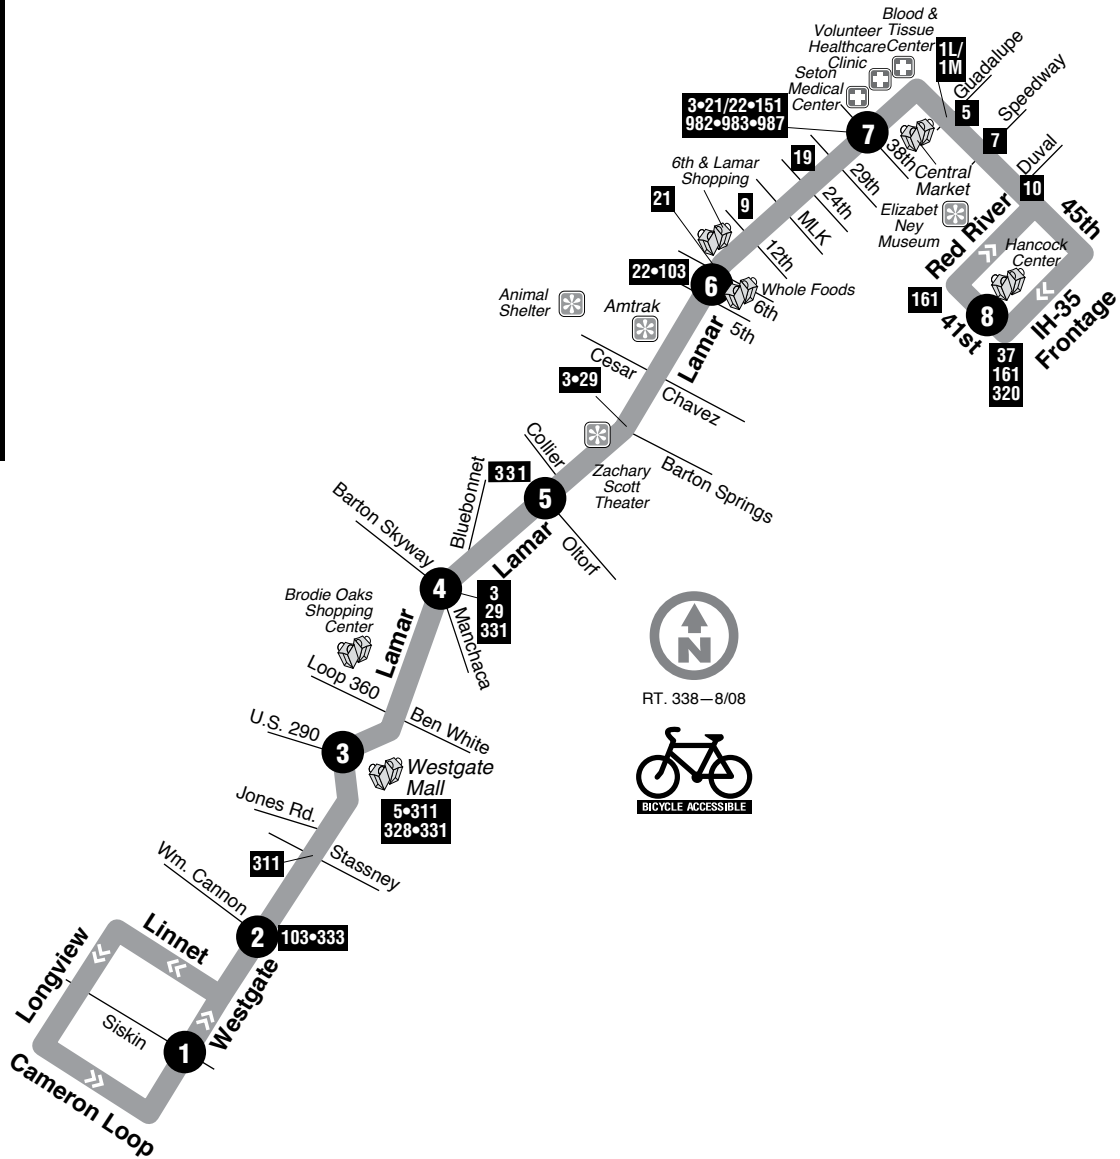 Blood &
Tissue
Center
Volunteer
Healthcare
Clinic
Seton
Medical
Center
1L/
1M
Guadalupe
5
Speedway
7
Duval
10
3•21/22•151
982•983•987
7
38th
Central
Market
19
29th
24th
MLK
12th
9
6th & Lamar
Shopping
21
Elizabet
Ney
Museum
Red River
45th
Hancock
Center
161
41st
8
IH-35
Frontage
37
161
320
22•103
6
Whole Foods
6th
5th
Animal
Shelter
Amtrak
Lamar
Cesar
Chavez
3•29
Collier
Zachary
Scott
Theater
Barton Springs
Bluebonnet
331
5
Oltorf
Lamar
Barton Skyway
4
3
29
331
Manchaca
Brodie Oaks
Shopping
Center
Lamar
Loop 360
Ben White
U.S. 290
3
Westgate
Mall
5•311
328•331
Jones Rd.
311
Stassney
Wm. Cannon
2
103•333
Linnet
Longview
Westgate
Siskin
1
Cameron Loop
N
RT. 338—8/08
BICYCLE ACCESSIBLE